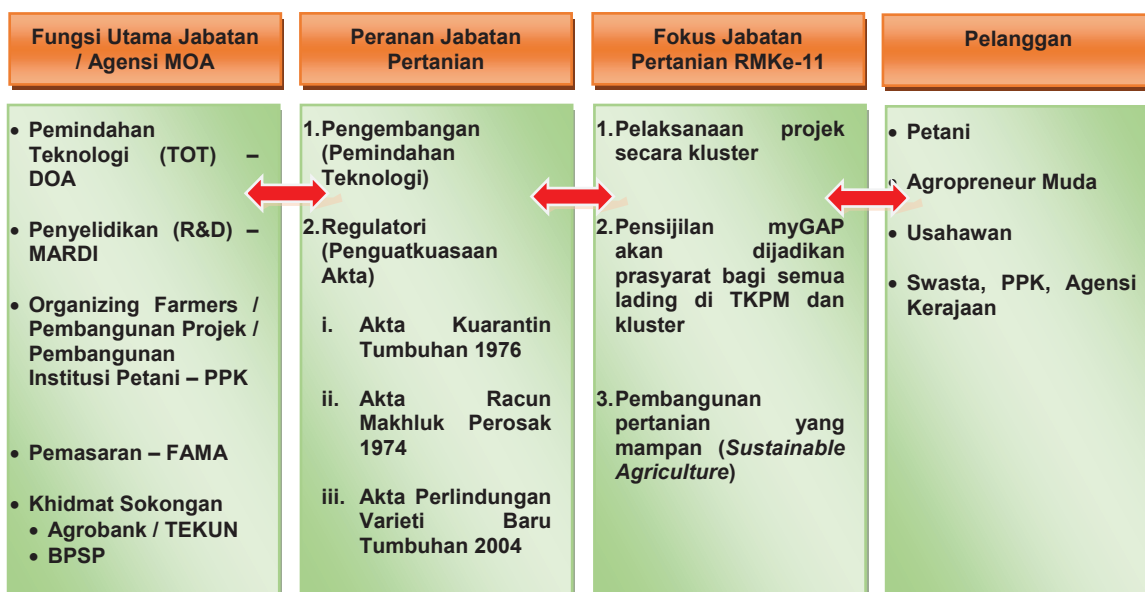 Fungsi Utama Jabatan
/ Agensi MOA
• Pemindahan
Teknologi (TOT) –
DOA
• Penyelidikan (R&D) –
MARDI
• Organizing Farmers /
Pembangunan Projek /
Pembangunan
Institusi Petani – PPK
• Pemasaran – FAMA
• Khidmat Sokongan
• Agrobank / TEKUN
• BPSP
Peranan Jabatan
Pertanian
1.Pengembangan
(Pemindahan
Teknologi)
2.Regulatori
(Penguatkuasaan
Akta)
i. Akta Kuarantin
Tumbuhan 1976
ii. Akta Racun
Makhluk Perosak
1974
iii. Akta Perlindungan
Varieti Baru
Tumbuhan 2004
Fokus Jabatan
Pertanian RMKe-11
1.Pelaksanaan projek
secara kluster
2.Pensijilan myGAP
akan dijadikan
prasyarat bagi semua
lading di TKPM dan
kluster
3.Pembangunan
pertanian yang
mampan (Sustainable
Agriculture)
Pelanggan
• Petani
• Agropreneur Muda
• Usahawan
• Swasta, PPK, Agensi
Kerajaan